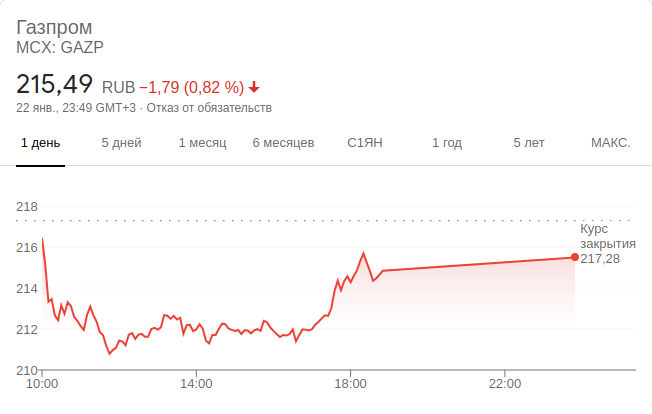 Газпром
MCX: GAZP
215,49 RUB −1,79 (0,82 %)
22 янв., 23:49 GMT+3 · Отказ от обязательств
1 день 5 дней 1 месяц 6 месяцев С1ЯН 1 год 5 лет МАКС.
218
216
214
212
210
Курс
закрытия
217,28
10:00 14:00 18:00 22:00